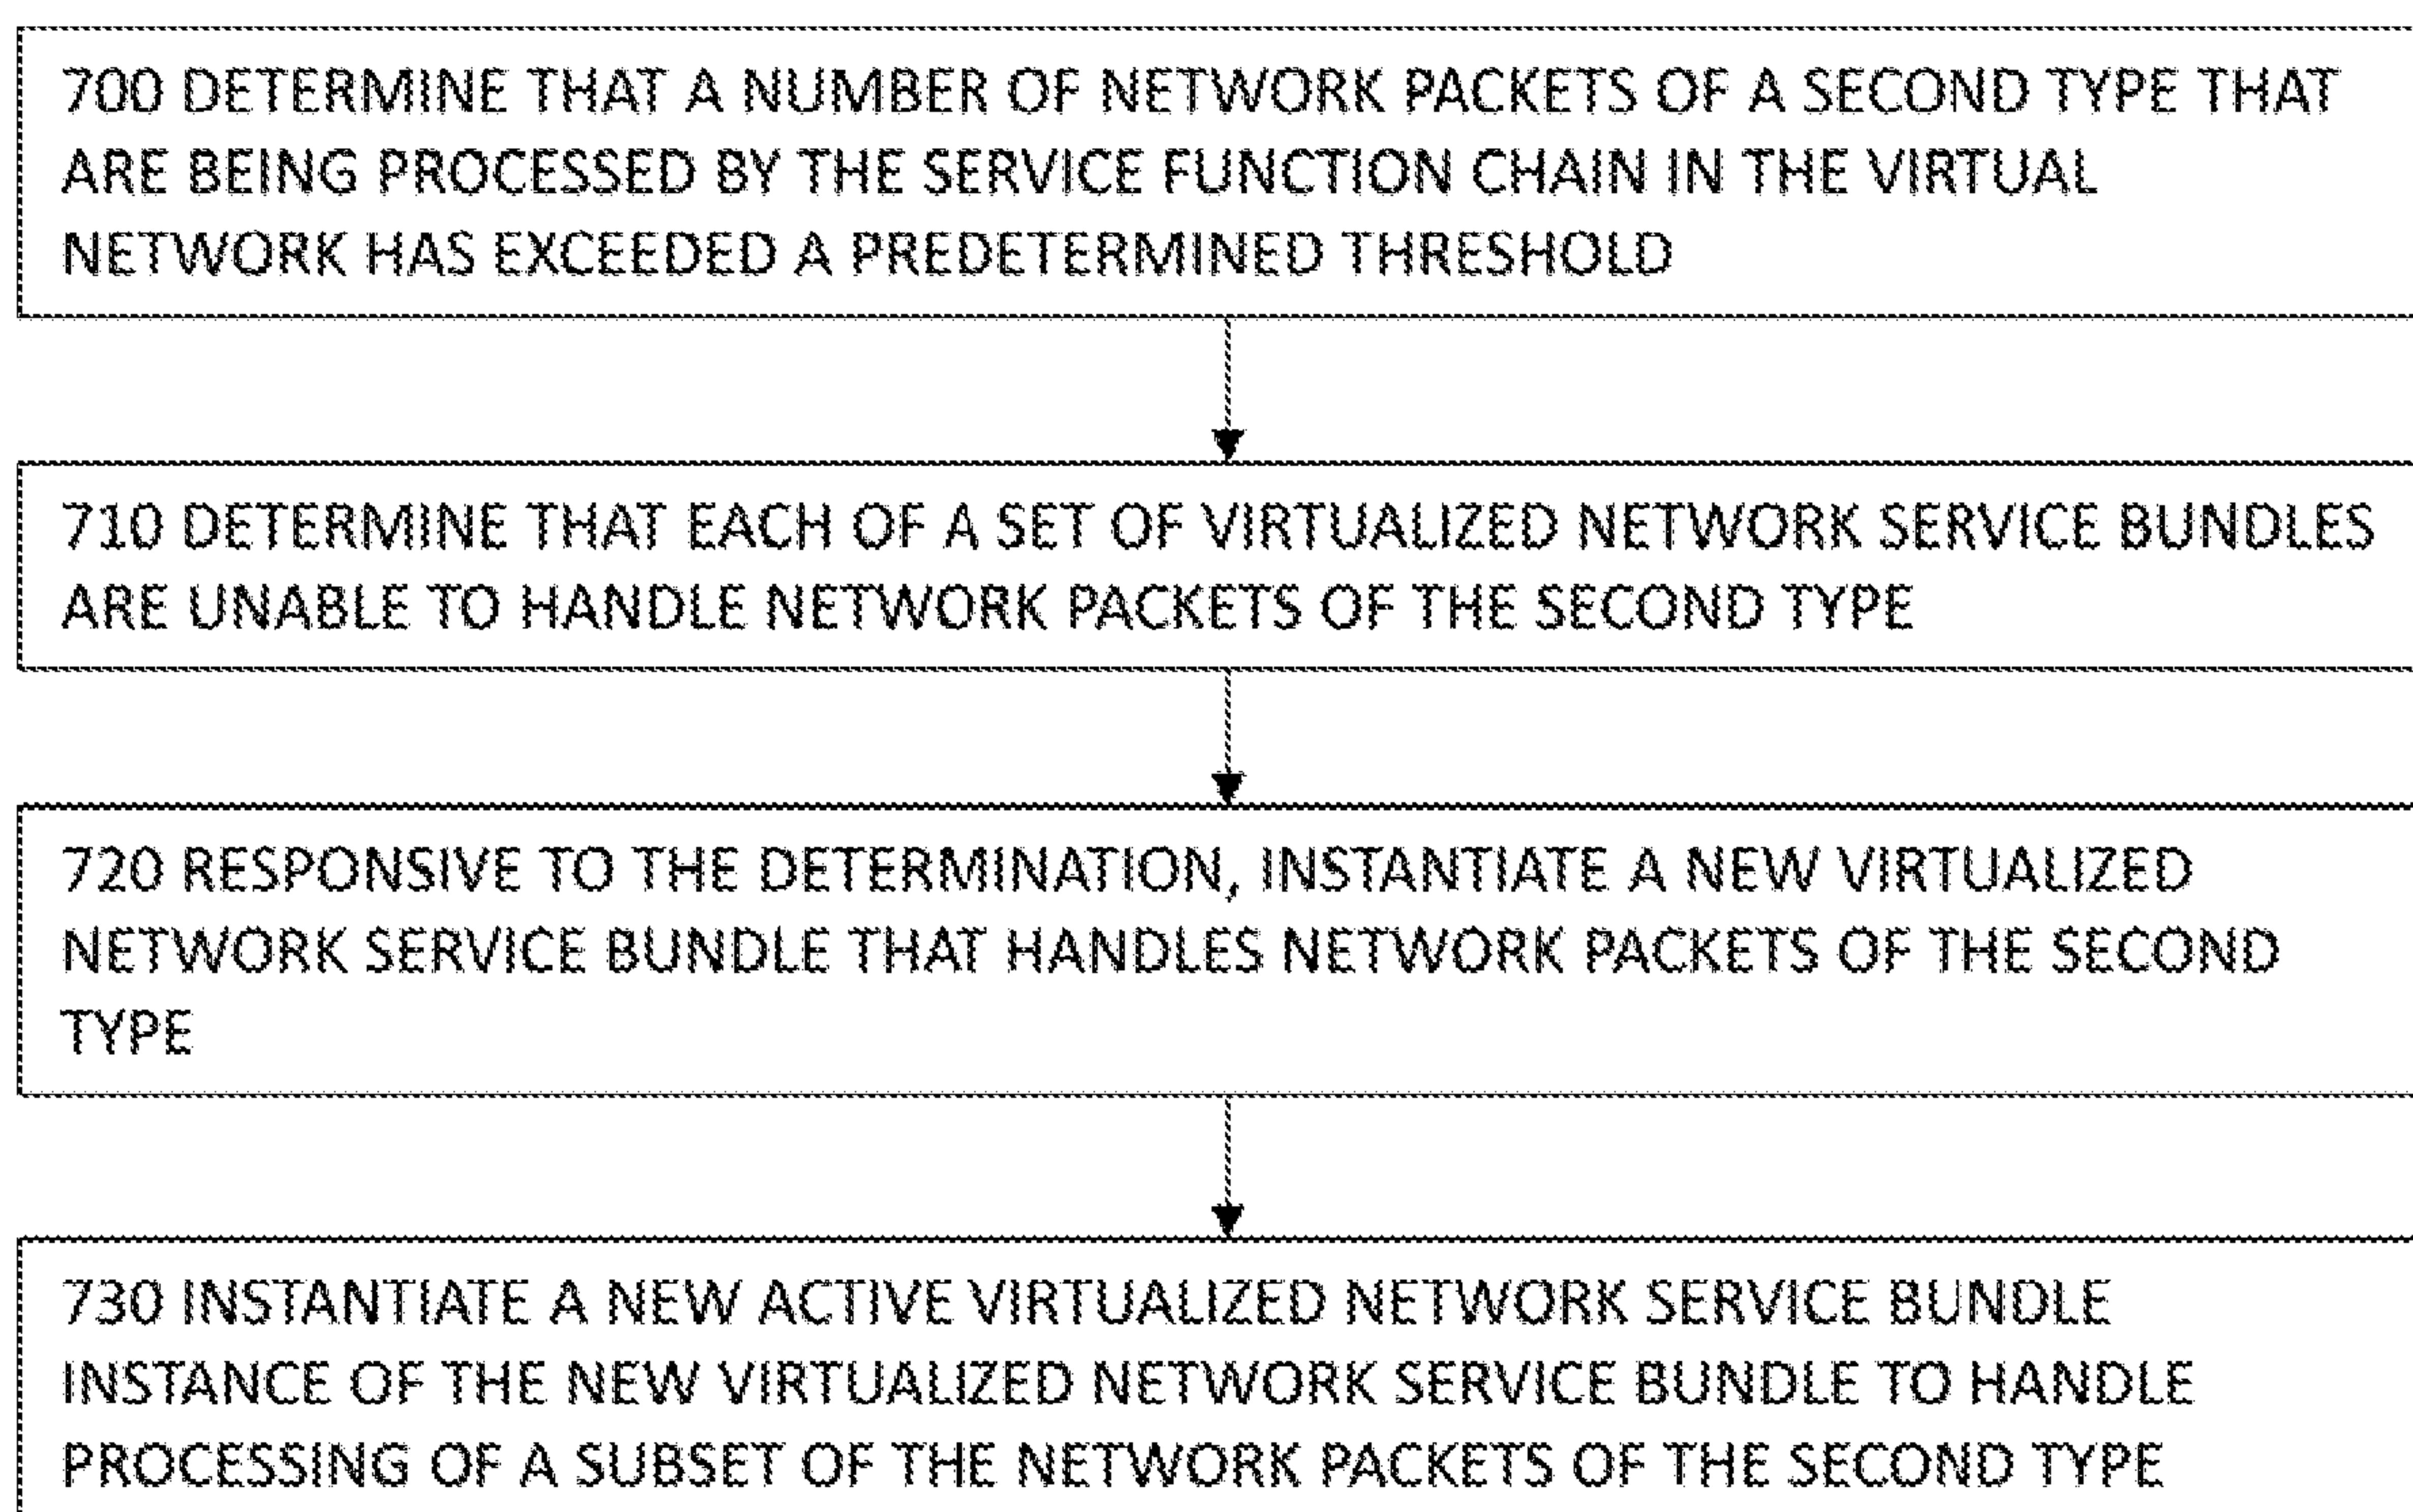 700 DETERMINE THAT A NUMBER OF NETWORK PACKETS OF A SECOND TYPE THAT
ARE BEING PROCESSED BY THE SERVICE FUNCTION CHAIN IN THE VIRTUAL
NETWORK HAS EXCEEDED A PREDETERMINED THRESHOLD
710 DETERMINE THAT EACH OF A SET OF VIRTUALIZED NETWORK SERVICE BUNDLES
ARE UNABLE TO HANDLE NETWORK PACKETS OF THE SECOND TYPE
720 RESPONSIVE TO THE DETERMINATION, INSTANTIATE A NEW VIRTUALIZED
NETWORK SERVICE BUNDLE THAT HANDLES NETWORK PACKETS OF THE SECOND
TYPE
730 INSTANTIATE A NEW ACTIVE VIRTUALIZED NETWORK SERVICE BUNDLE
INSTANCE OF THE NEW VIRTUALIZED NETWORK SERVICE BUNDLE TO HANDLE
PROCESSING OF A SUBSET OF THE NETWORK PACKETS OF THE SECOND TYPE